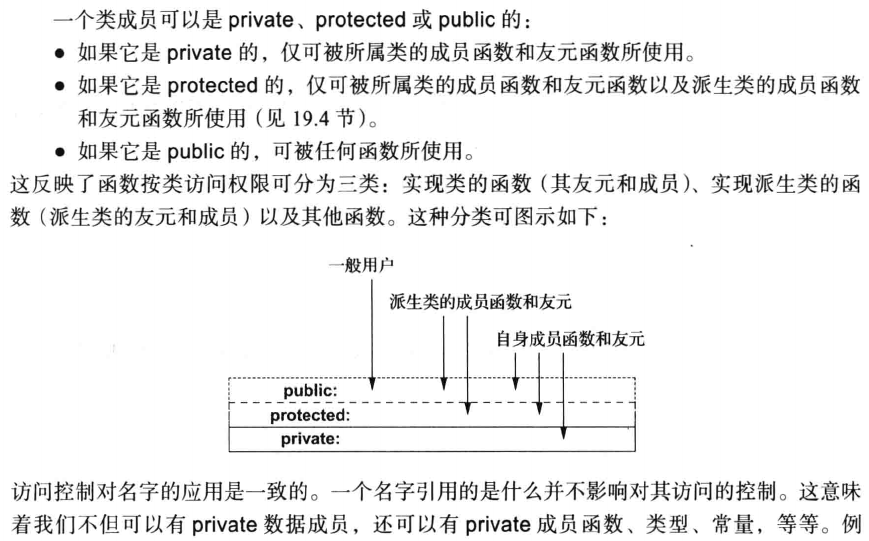 一个类成员可以是 private、protected 或 public 的：
● 如果它是 private 的，仅可被所属类的成员函数和友元函数所使用。
● 如果它是 protected 的，仅可被所属类的成员函数和友元函数以及派生类的成员函数
和友元函数所使用（见 19.4 节）。
● 如果它是 public 的，可被任何函数所使用。
这反映了函数按类访问权限可分为三类：实现类的函数（其友元和成员）、实现派生类的函
数（派生类的友元和成员）以及其他函数。这种分类可图示如下：
一般用户
派生类的成员函数和友元
自身成员函数和友元
public:
protected:
private:
访问控制对名字的应用是一致的。一个名字引用的是什么并不影响对其访问的控制。这意味
着我们不但可以有 private 数据成员，还可以有 private 成员函数、类型、常量，等等。例